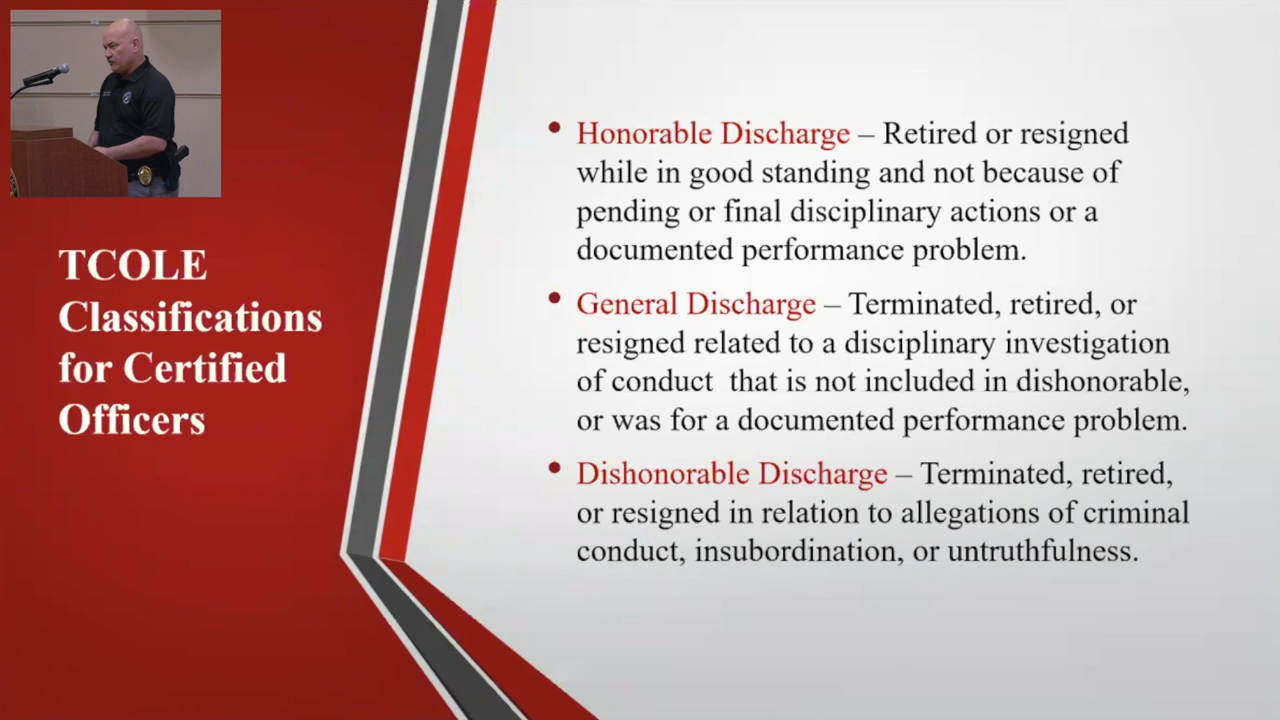 TCOLE
Classifications
for Certified
Officers
• Honorable Discharge – Retired or resigned
while in good standing and not because of
pending or final disciplinary actions or a
documented performance problem.
• General Discharge – Terminated, retired, or
resigned related to a disciplinary investigation
of conduct  that is not included in dishonorable,
or was for a documented performance problem.
• Dishonorable Discharge – Terminated, retired,
or resigned in relation to allegations of criminal
conduct, insubordination, or untruthfulness.